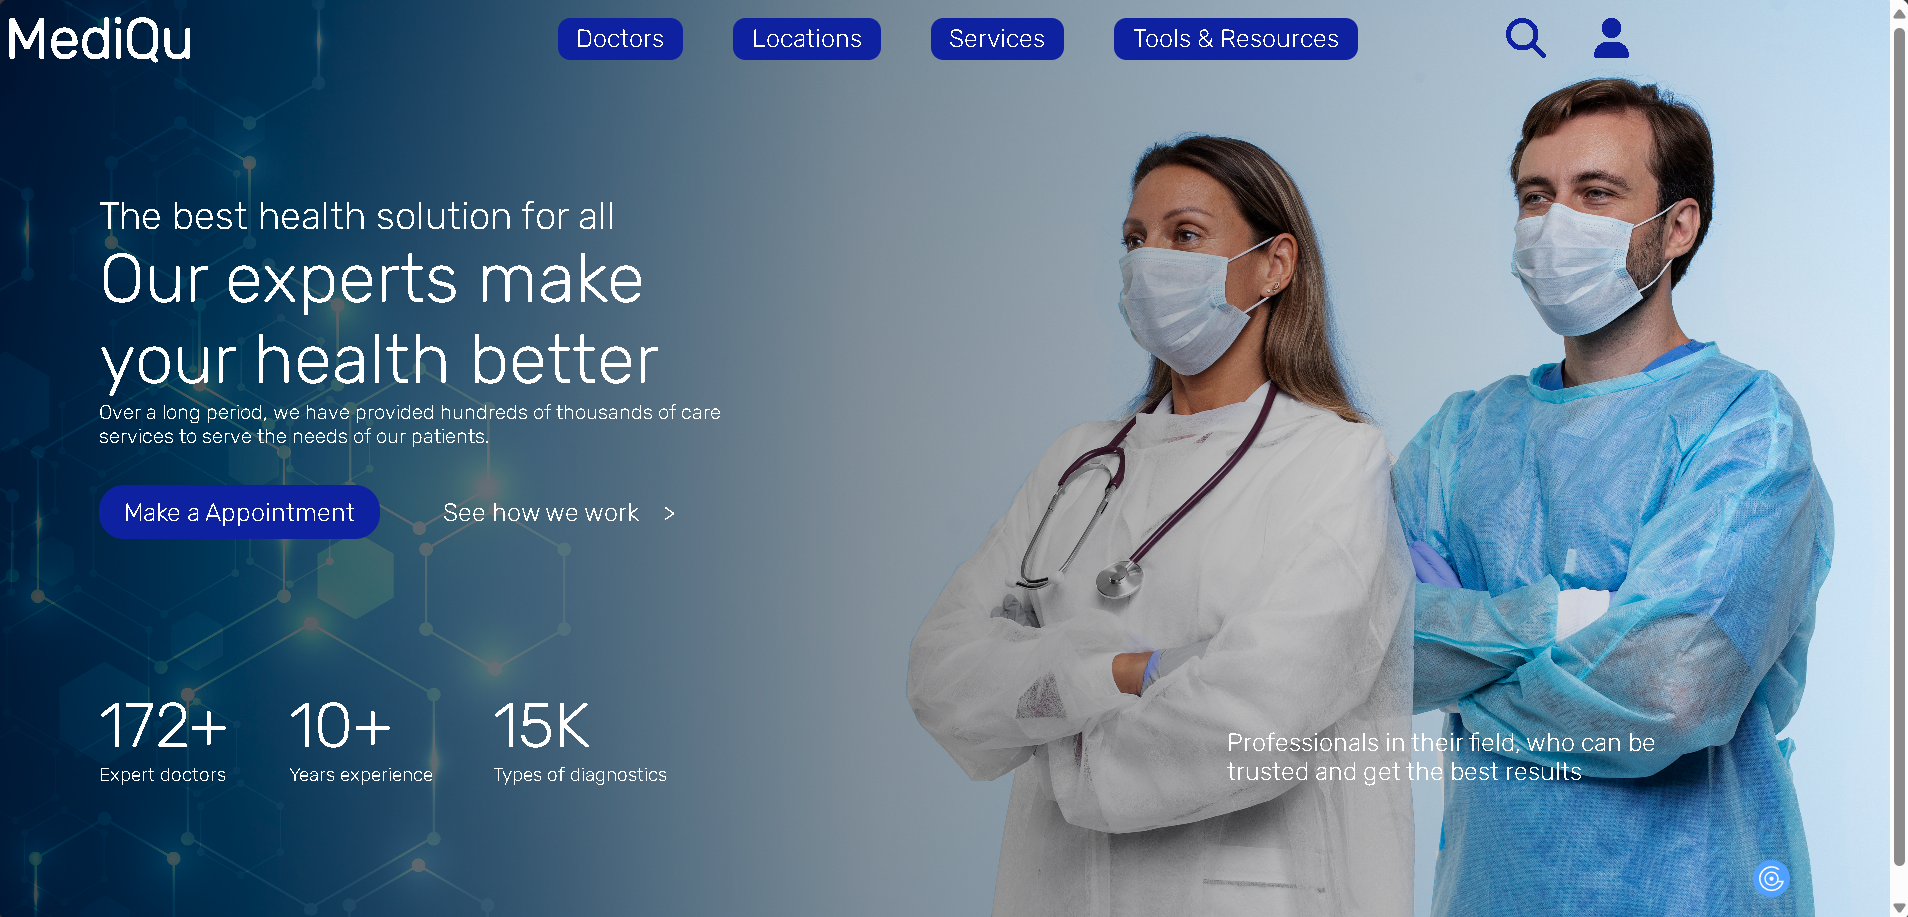 MediQu
Doctors
Locations
Services
Tools & Resources
The best health solution for all
Our experts make
your health better
Over a long period, we have provided hundreds of thousands of care
services to serve the needs of our patients.
Make a Appointment
See how we work >
172+
Expert doctors
10+
Years experience
15K
Types of diagnostics
Professionals in their field, who can be
trusted and get the best results